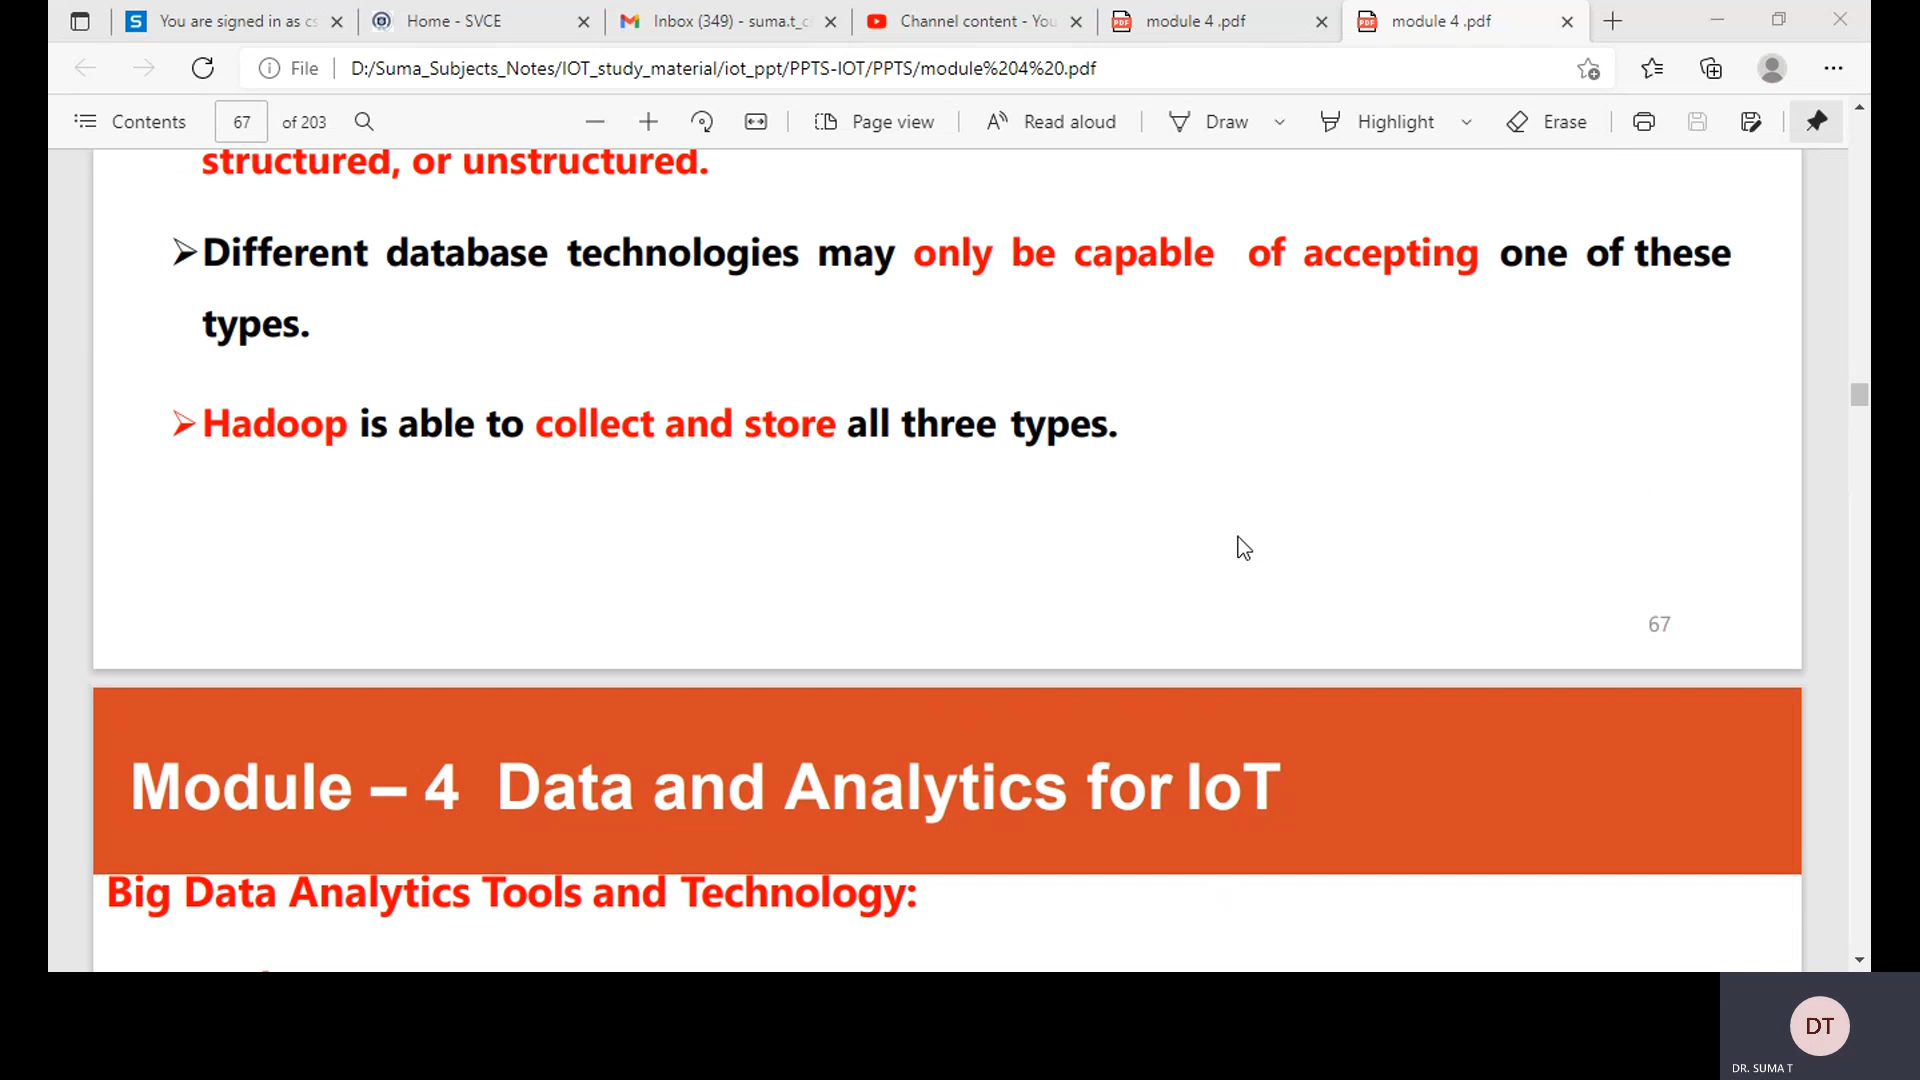 You are signed in as cs
Home - SVCE
Inbox (349) - suma.t_c
Channel content - You
module 4 .pdf
module 4 .pdf
File
D:/Suma_Subjects_Notes/IOT_study_material/iot_ppt/PPTS-IOT/PPTS/module%204%20.pdf
Contents 67 of 203
Page view
Read aloud
Draw
Highlight
Erase
structured, or unstructured.
➢Different database technologies may only be capable of accepting one of these
types.
➢Hadoop is able to collect and store all three types.
67
Module – 4 Data and Analytics for IoT
Big Data Analytics Tools and Technology:
DT
DR. SUMA T